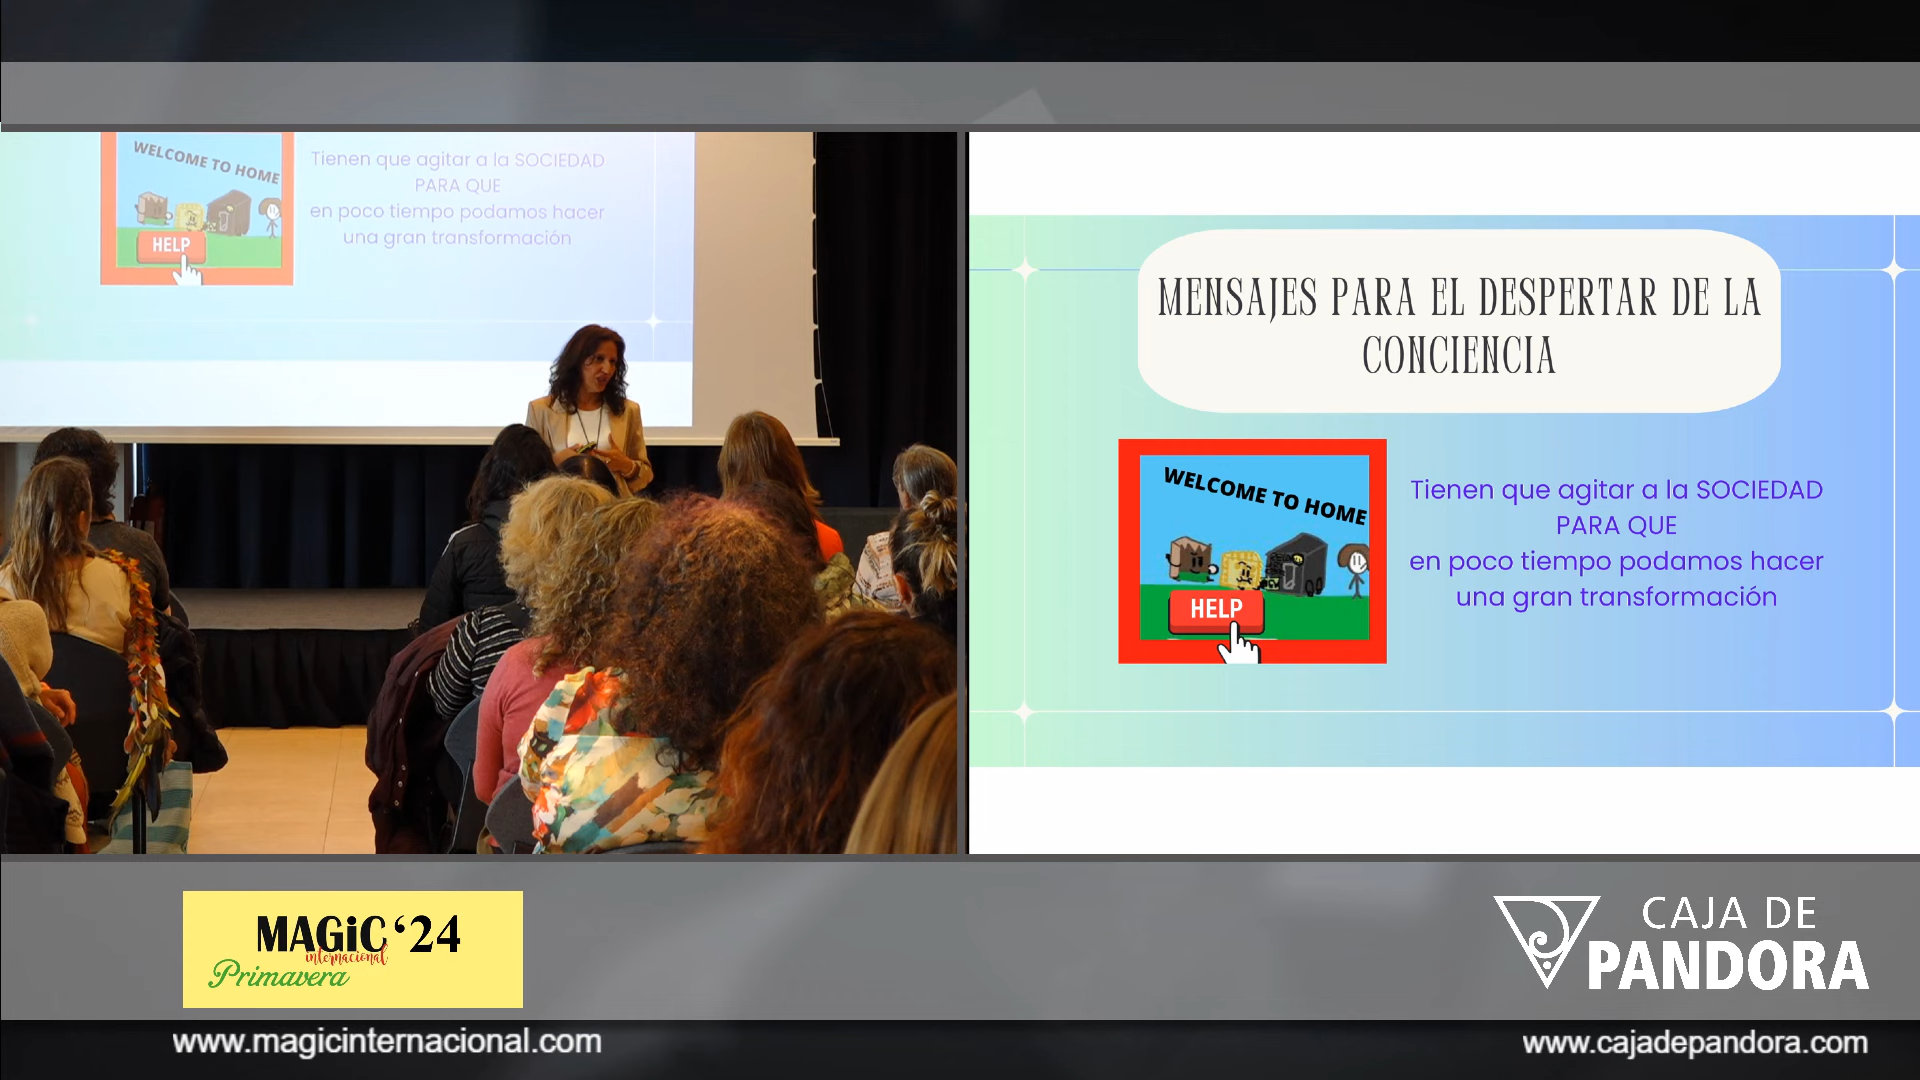 WELCOME TO HOME
HELP
Tienen que agitar a la SOCIEDAD
PARA QUE
en poco tiempo podamos hacer
una gran transformación
MENSAJES PARA EL DESPERTAR DE LA
CONCIENCIA
WELCOME TO HOME
HELP
Tienen que agitar a la SOCIEDAD
PARA QUE
en poco tiempo podamos hacer
una gran transformación
MAGiC ‘24
internacional
Primavera
CAJA DE
PANDORA
www.magicinternacional.com
www.cajadepandora.com